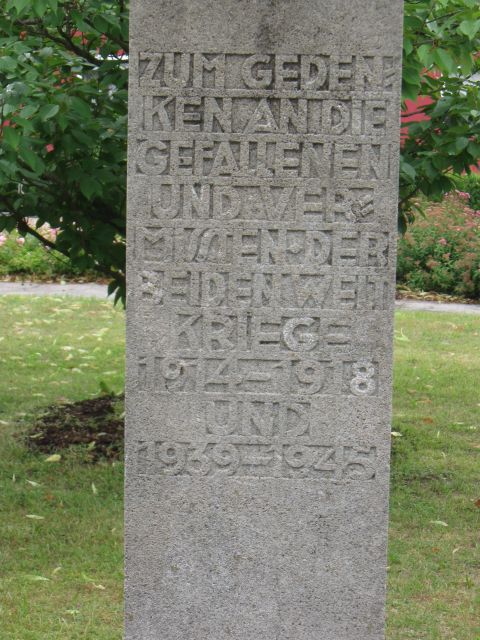 ZUM GEDEN-
KEN AN DIE
GEFALLENEN
UND VER=
MISSTEN DER
BEIDEN WELT
KRIEGE
1914-1918
UND
1939-1945